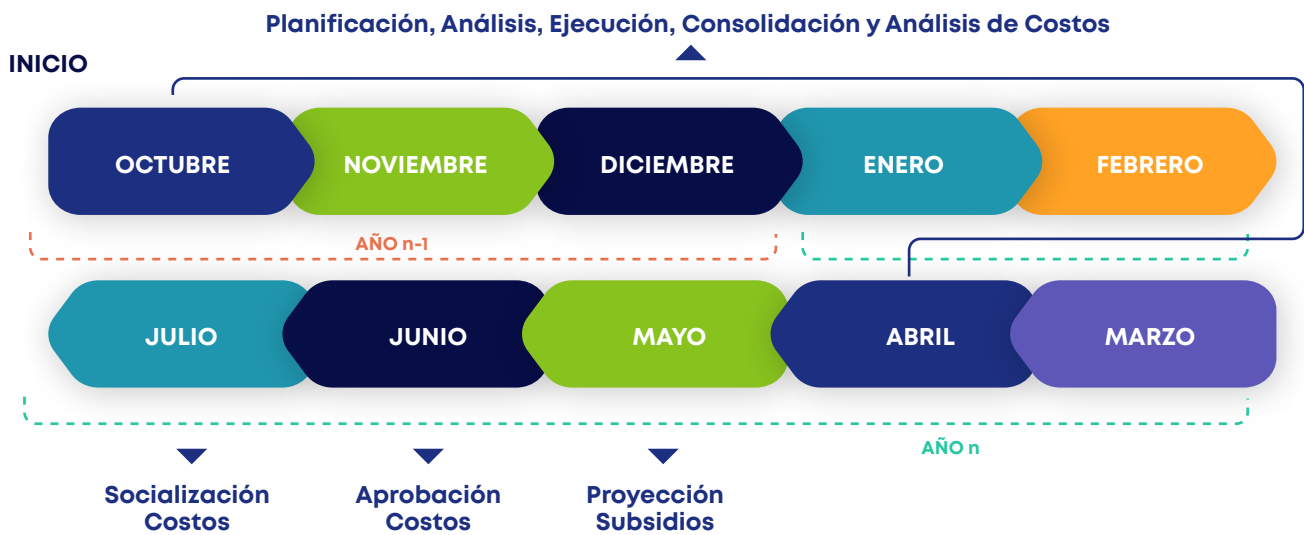 Planificación, Análisis, Ejecución, Consolidación y Análisis de Costos
INICIO
OCTUBRE
NOVIEMBRE
DICIEMBRE
ENERO
FEBRERO
AÑO n-1
JULIO
JUNIO
MAYO
ABRIL
MARZO
AÑO n
Socialización
Costos
Aprobación
Costos
Proyección
Subsidios